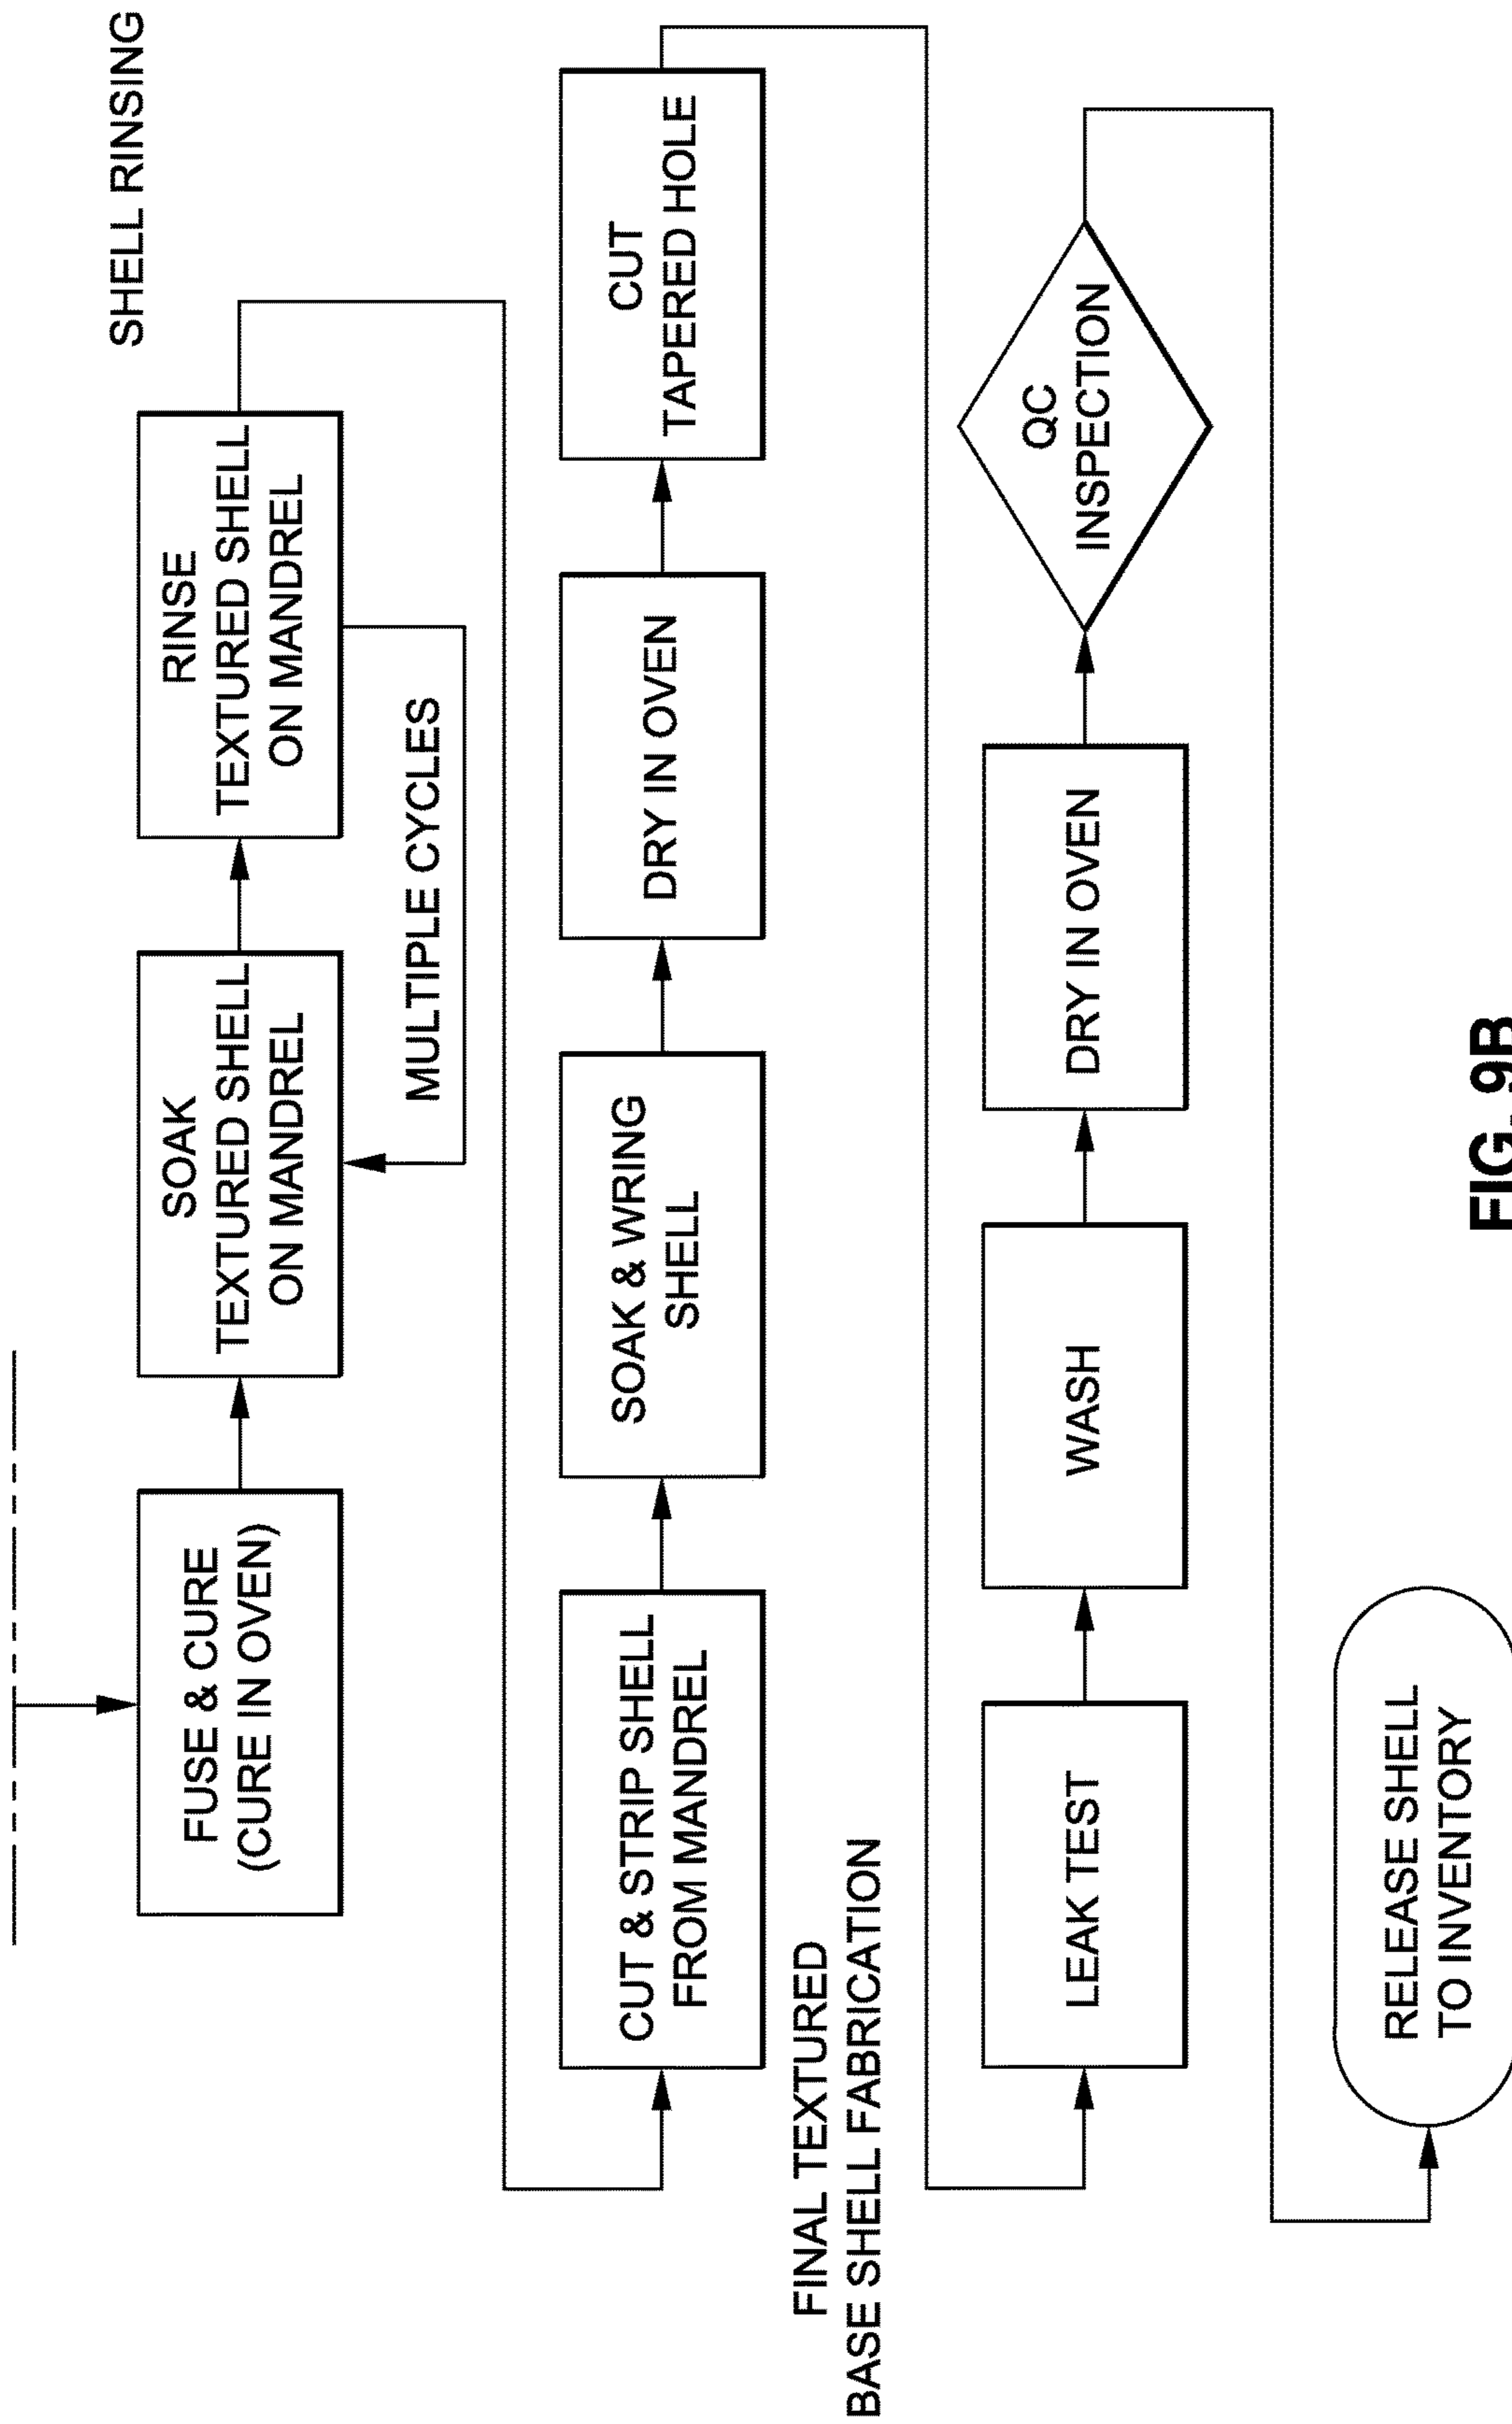 SHELL RINSING
FUSE & CURE
(CURE IN OVEN)
SOAK
TEXTURED SHELL
ON MANDREL
RINSE
TEXTURED SHELL
ON MANDREL
MULTIPLE CYCLES
CUT & STRIP SHELL
FROM MANDREL
SOAK & WRING
SHELL
DRY IN OVEN
CUT
TAPERED HOLE
FINAL TEXTURED
BASE SHELL FABRICATION
LEAK TEST
WASH
DRY IN OVEN
QC
INSPECTION
RELEASE SHELL
TO INVENTORY
FIG. 9B